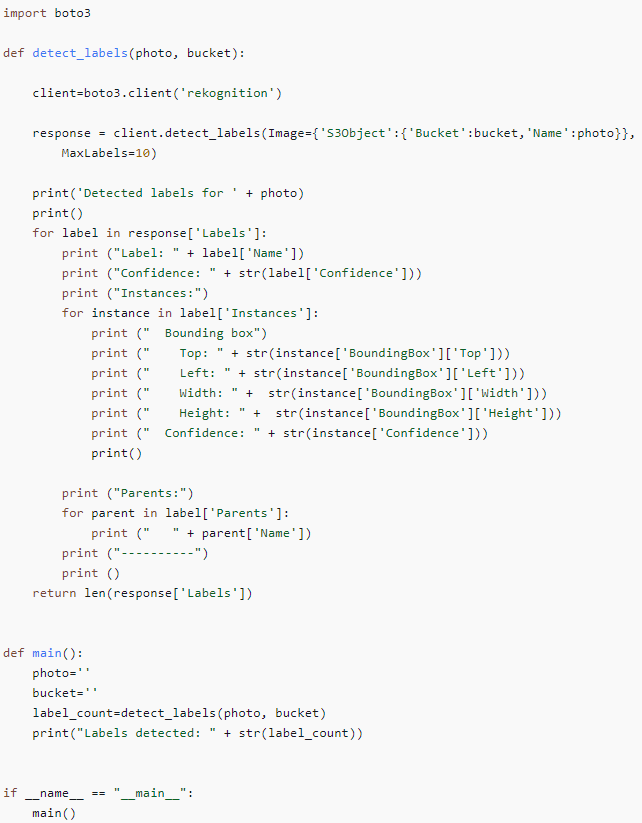 import boto3

def detect_labels(photo, bucket):

    client=boto3.client('rekognition')

    response = client.detect_labels(Image={'S3Object':{'Bucket':bucket,'Name':photo}},
        MaxLabels=10)

    print('Detected labels for ' + photo)
    print()
    for label in response['Labels']:
        print ("Label: " + label['Name'])
        print ("Confidence: " + str(label['Confidence']))
        print ("Instances:")
        for instance in label['Instances']:
            print ("  Bounding box")
            print ("    Top: " + str(instance['BoundingBox']['Top']))
            print ("    Left: " + str(instance['BoundingBox']['Left']))
            print ("    Width: " +  str(instance['BoundingBox']['Width']))
            print ("    Height: " +  str(instance['BoundingBox']['Height']))
            print ("  Confidence: " + str(instance['Confidence']))
            print()

        print ("Parents:")
        for parent in label['Parents']:
            print ("   " + parent['Name'])
        print ("----------")
        print ()
    return len(response['Labels'])


def main():
    photo=''
    bucket=''
    label_count=detect_labels(photo, bucket)
    print("Labels detected: " + str(label_count))


if __name__ == "__main__":
    main()